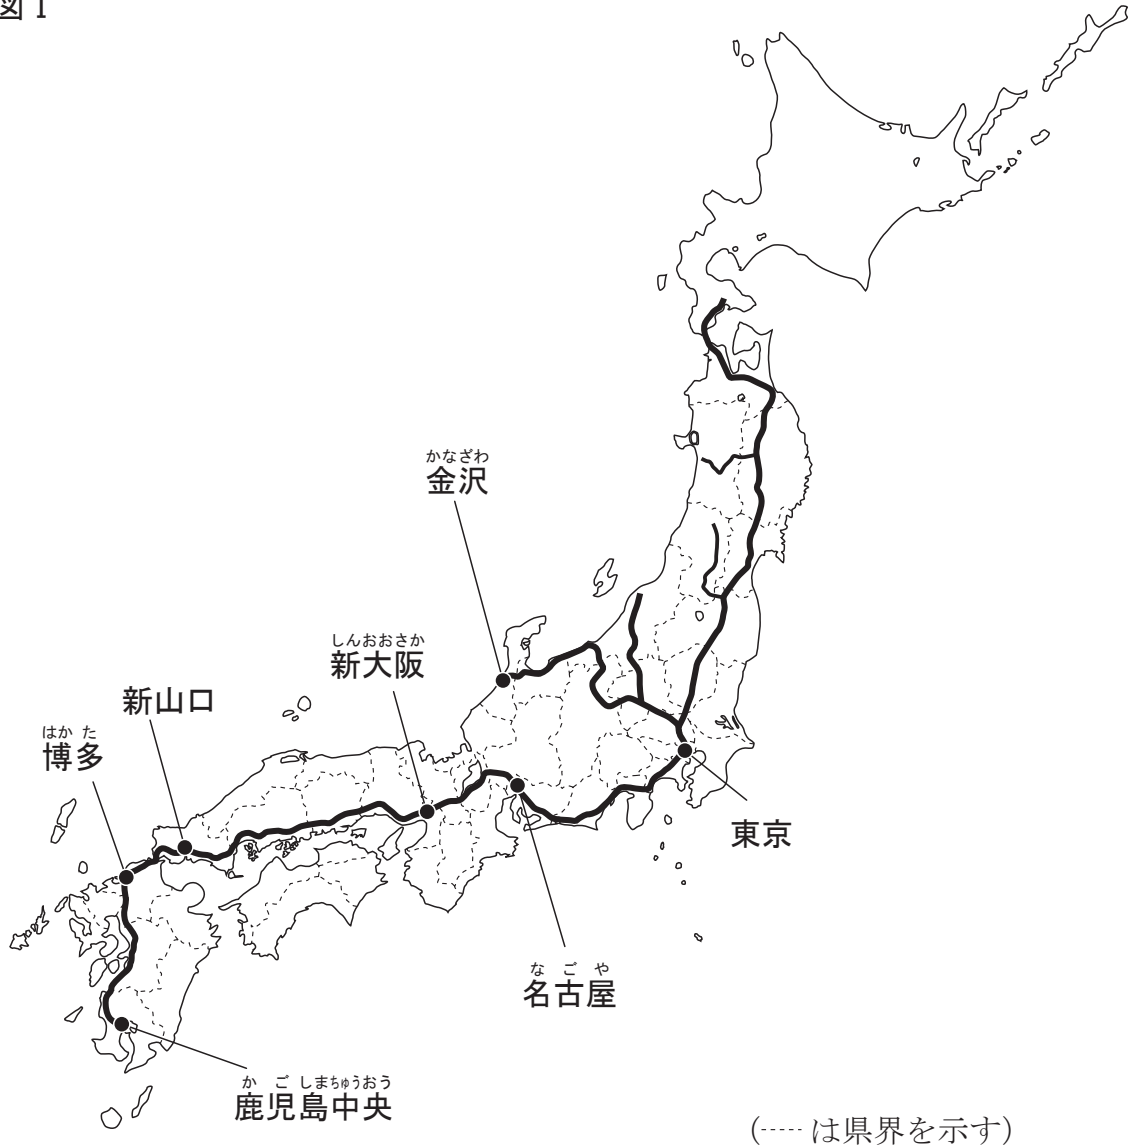 図1
かなざわ
金沢
しんおおさか
新大阪
新山口
はかた
博多
東京
なごや
名古屋
かごしまちゅうおう
鹿児島中央
(----- は県界を示す)